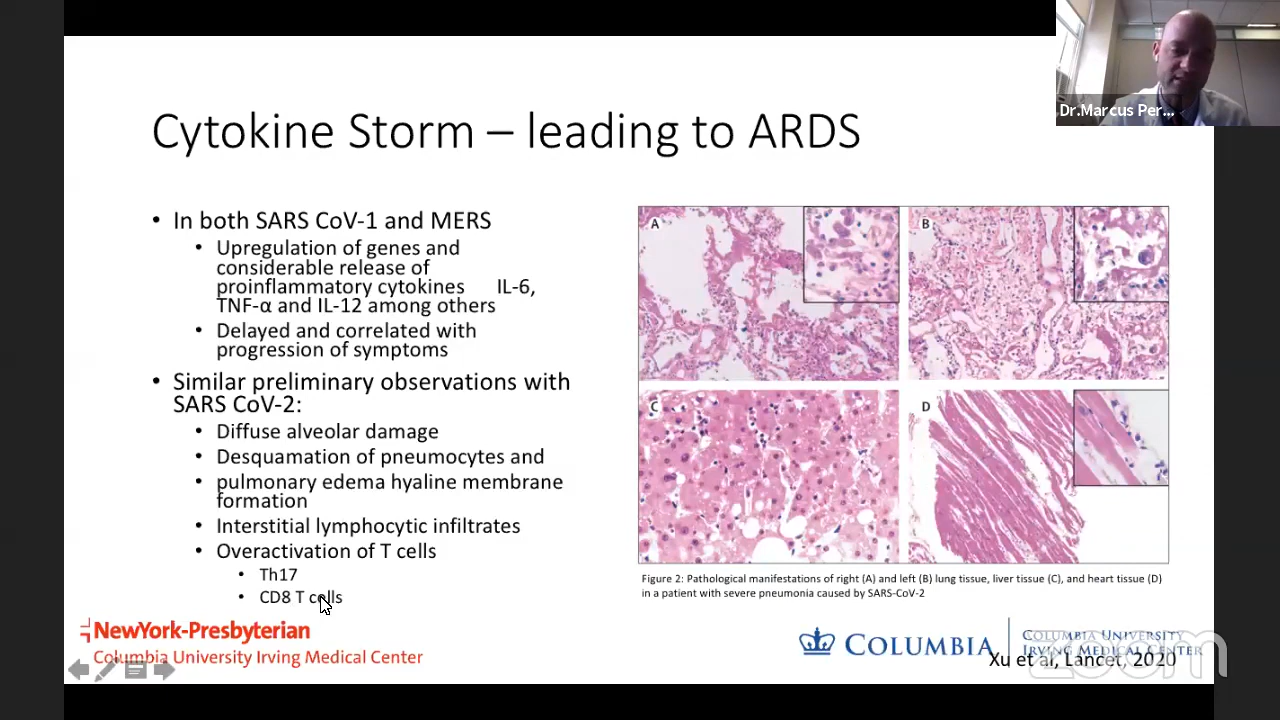 Dr.Marcus Per...
Cytokine Storm – leading to ARDS
• In both SARS CoV-1 and MERS
• Upregulation of genes and
considerable release of
proinflammatory cytokines IL-6,
TNF-α and IL-12 among others
• Delayed and correlated with
progression of symptoms
• Similar preliminary observations with
SARS CoV-2:
• Diffuse alveolar damage
• Desquamation of pneumocytes and
• pulmonary edema hyaline membrane
formation
• Interstitial lymphocytic infiltrates
• Overactivation of T cells
• Th17
• CD8 T cells
A
B
C
D
Figure 2: Pathological manifestations of right (A) and left (B) lung tissue, liver tissue (C), and heart tissue (D)
in a patient with severe pneumonia caused by SARS-CoV-2
NewYork-Presbyterian
Columbia University Irving Medical Center
COLUMBIA
COLUMBIA UNIVERSITY
IRVING MEDICAL CENTER
Xu et al, Lancet, 2020
zoom